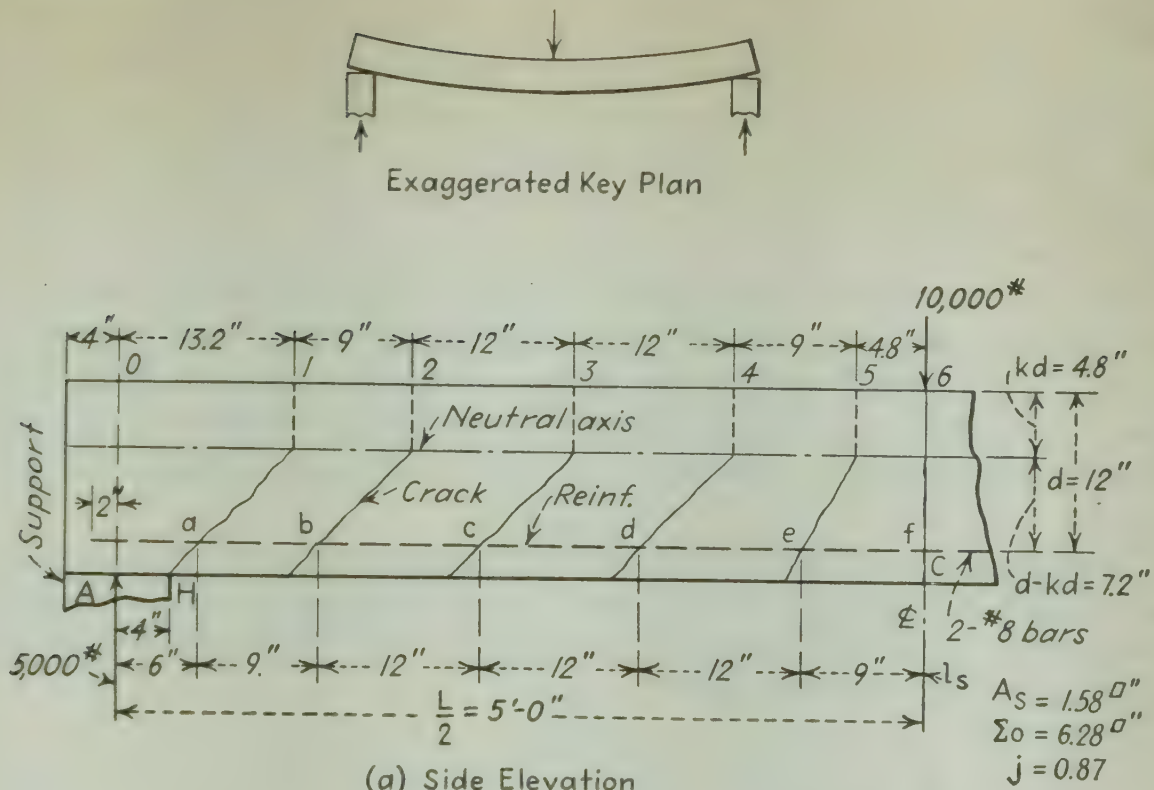 Exaggerated Key Plan
10,000#
4" 13.2" 9" 12" 12" 9" 4.8"
0 1 2 3 4 5 6
kd = 4.8"
Neutral axis
d = 12"
Support
2"
Crack
Reinf.
a b c d e f
C
A H
d-kd = 7.2"
4"
℄
2-#8 bars
5,000#
6" 9." 12" 12" 12" 9" ls
L/2 = 5'-0"
As = 1.58□"
Σo = 6.28□"
j = 0.87
(a) Side Elevation